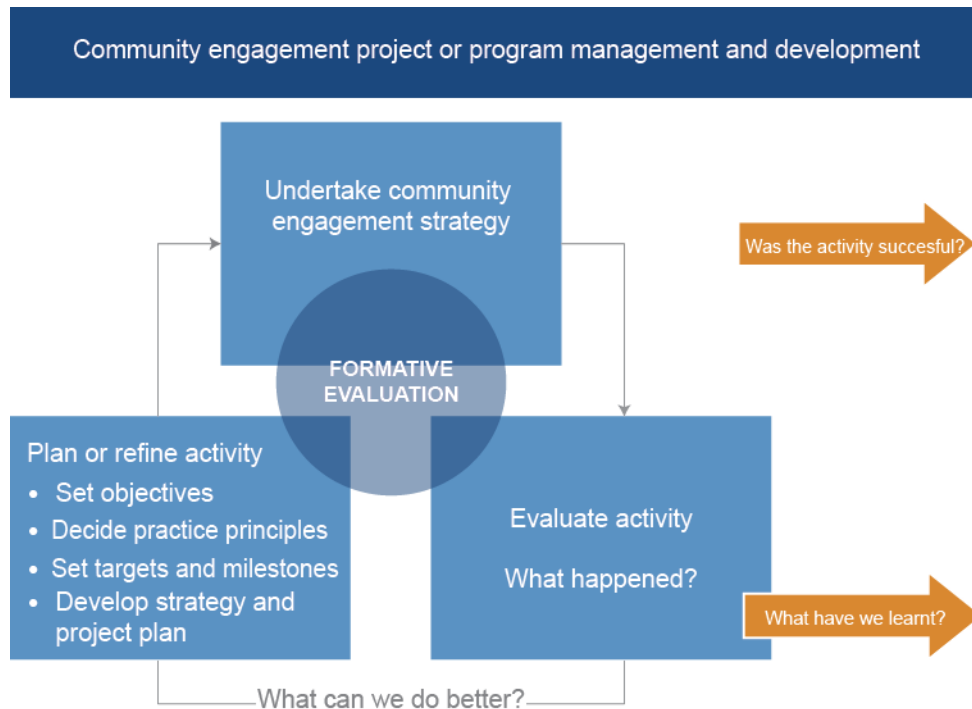 Community engagement project or program management and development
Undertake community
engagement strategy
Was the activity succesful?
FORMATIVE
EVALUATION
Plan or refine activity
• Set objectives
• Decide practice principles
• Set targets and milestones
• Develop strategy and
project plan
Evaluate activity
What happened?
What have we learnt?
What can we do better?